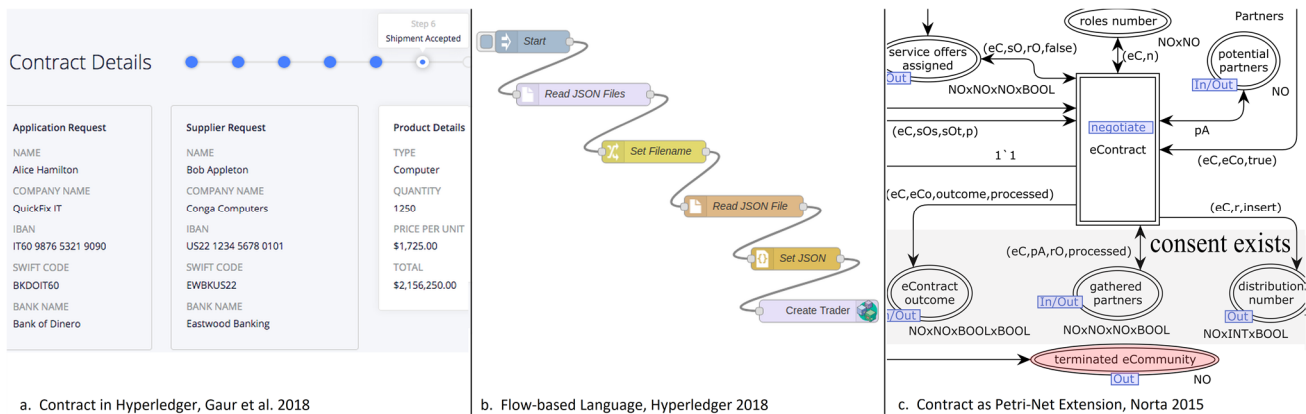 Step 6
Shipment Accepted
Contract Details
Application Request
NAME
Alice Hamilton
COMPANY NAME
QuickFix IT
IBAN
IT60 9876 5321 9090
SWIFT CODE
BKDOIT60
BANK NAME
Bank of Dinero
Supplier Request
NAME
Bob Appleton
COMPANY NAME
Conga Computers
IBAN
US22 1234 5678 0101
SWIFT CODE
EWBKUS22
BANK NAME
Eastwood Banking
Product Details
TYPE
Computer
QUANTITY
1250
PRICE PER UNIT
$1,725.00
TOTAL
$2,156,250.00
a. Contract in Hyperledger, Gaur et al. 2018
Start
Read JSON Files
Set Filename
Read JSON File
Set JSON
Create Trader
b. Flow-based Language, Hyperledger 2018
roles number
Partners
NOxNO
service offers
assigned
Out
(eC,sO,rO,false)
(eC,n)
NOxNOxNOxBOOL
potential
partners
In/Out
NO
negotiate
eContract
pA
(eC,sOs,sOt,p)
(eC,eCo,true)
1`1
(eC,eCo,outcome,processed)
(eC,r,insert)
(eC,pA,rO,processed)
consent exists
eContract
outcome
n/Out
NOxNOxBOOLxBOOL
gathered
partners
In/Out
NOxNOxNOxBOOL
distribution
number
Out
NOxINTxBOOL
terminated eCommunity
Out
NO
c. Contract as Petri-Net Extension, Norta 2015